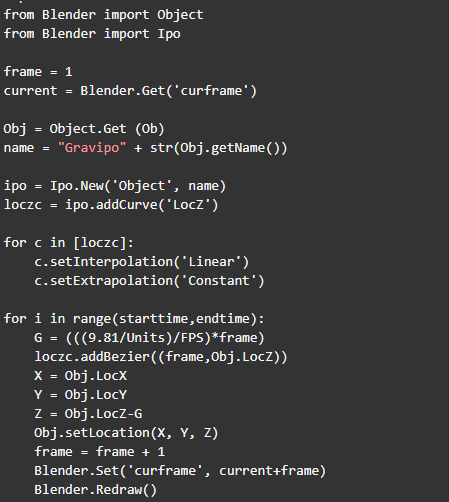 from Blender import Object
from Blender import Ipo
frame = 1
current = Blender.Get('curframe')
Obj = Object.Get (Ob)
name = "Gravipo" + str(Obj.getName())
ipo = Ipo.New('Object', name)
loczc = ipo.addCurve('LocZ')
for c in [loczc]:
    c.setInterpolation('Linear')
    c.setExtrapolation('Constant')
for i in range(starttime,endtime):
    G = (((9.81/Units)/FPS)*frame)
    loczc.addBezier((frame,Obj.LocZ))
    X = Obj.LocX
    Y = Obj.LocY
    Z = Obj.LocZ-G
    Obj.setLocation(X, Y, Z)
    frame = frame + 1
    Blender.Set('curframe', current+frame)
    Blender.Redraw()